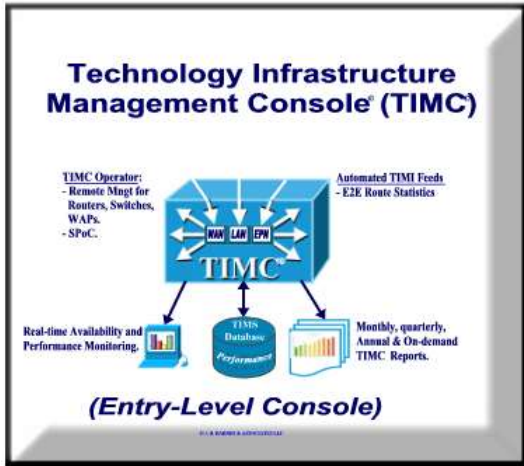 Technology Infrastructure
Management Console© (TIMC)
TIMC Operator:
- Remote Mngt for
Routers, Switches,
WAPs.
- SPoC.
Automated TIMI Feeds
- E2E Route Statistics
WAN LAN EPN
TIMC©
Real-time Availability and
Performance Monitoring.
TIMS
Database
Performance
Monthly, quarterly,
Annual & On-demand
TIMC Reports.
(Entry-Level Console)